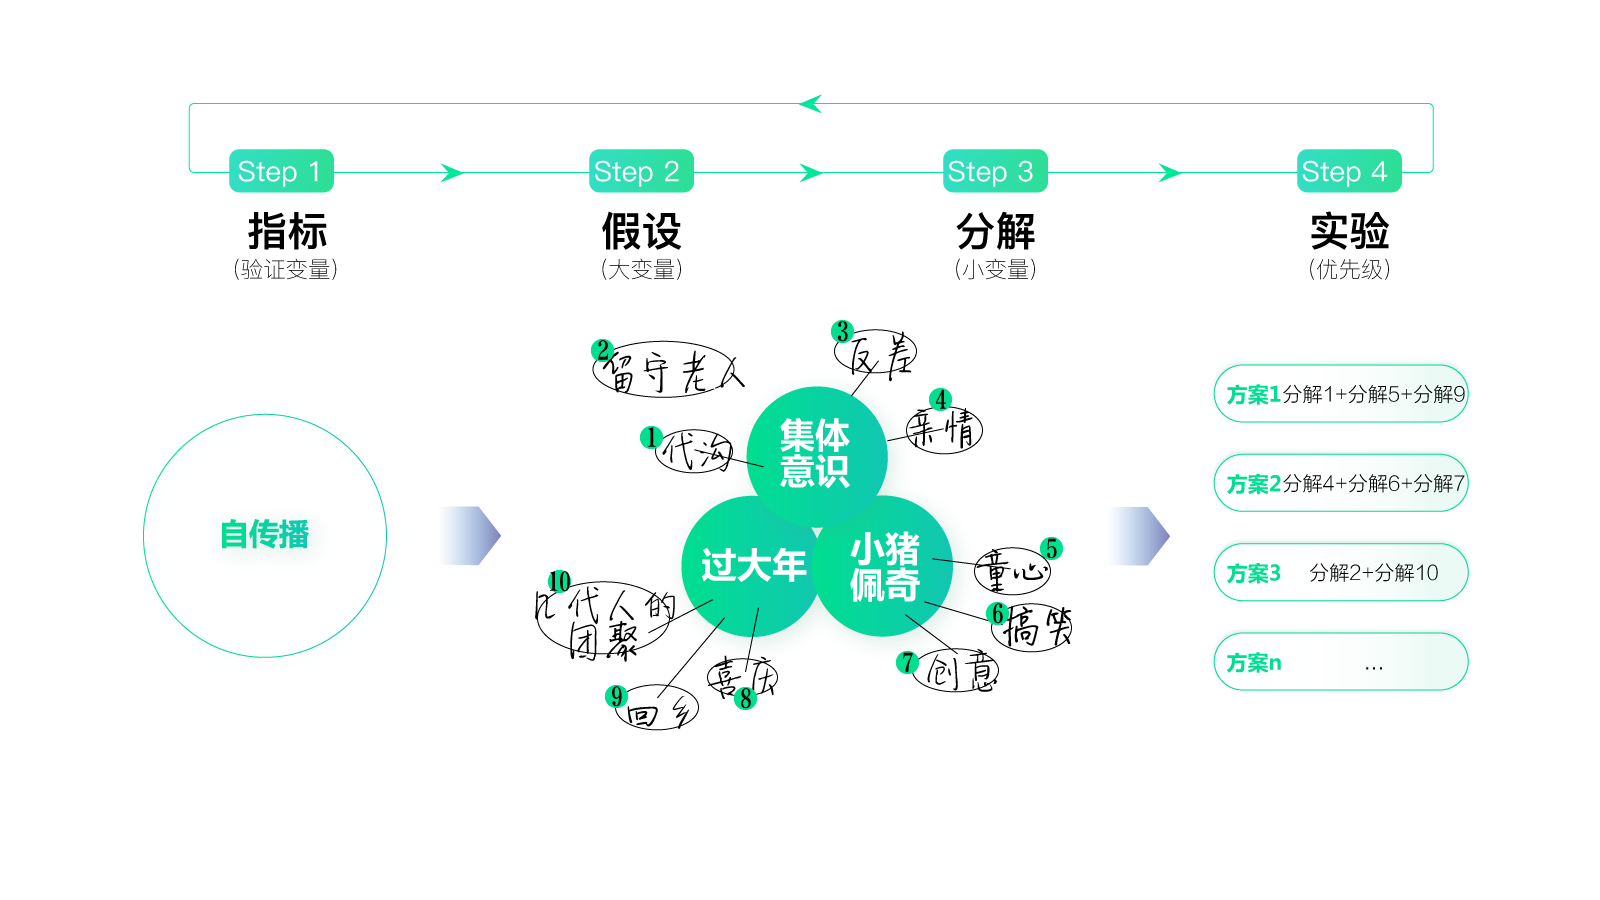 Step 1
Step 2
Step 3
Step 4
指标
假设
分解
实验
(验证变量)
(大变量)
(小变量)
(优先级)
自传播
2
留守老人
3
反差
4
亲情
1
代沟
集体
意识
过大年
小猪
佩奇
5
童心
6
搞笑
7
创意
10
几代人的
团聚
9
回乡
喜庆
8
方案1分解1+分解5+分解9
方案2分解4+分解6+分解7
方案3 分解2+分解10
方案n ...